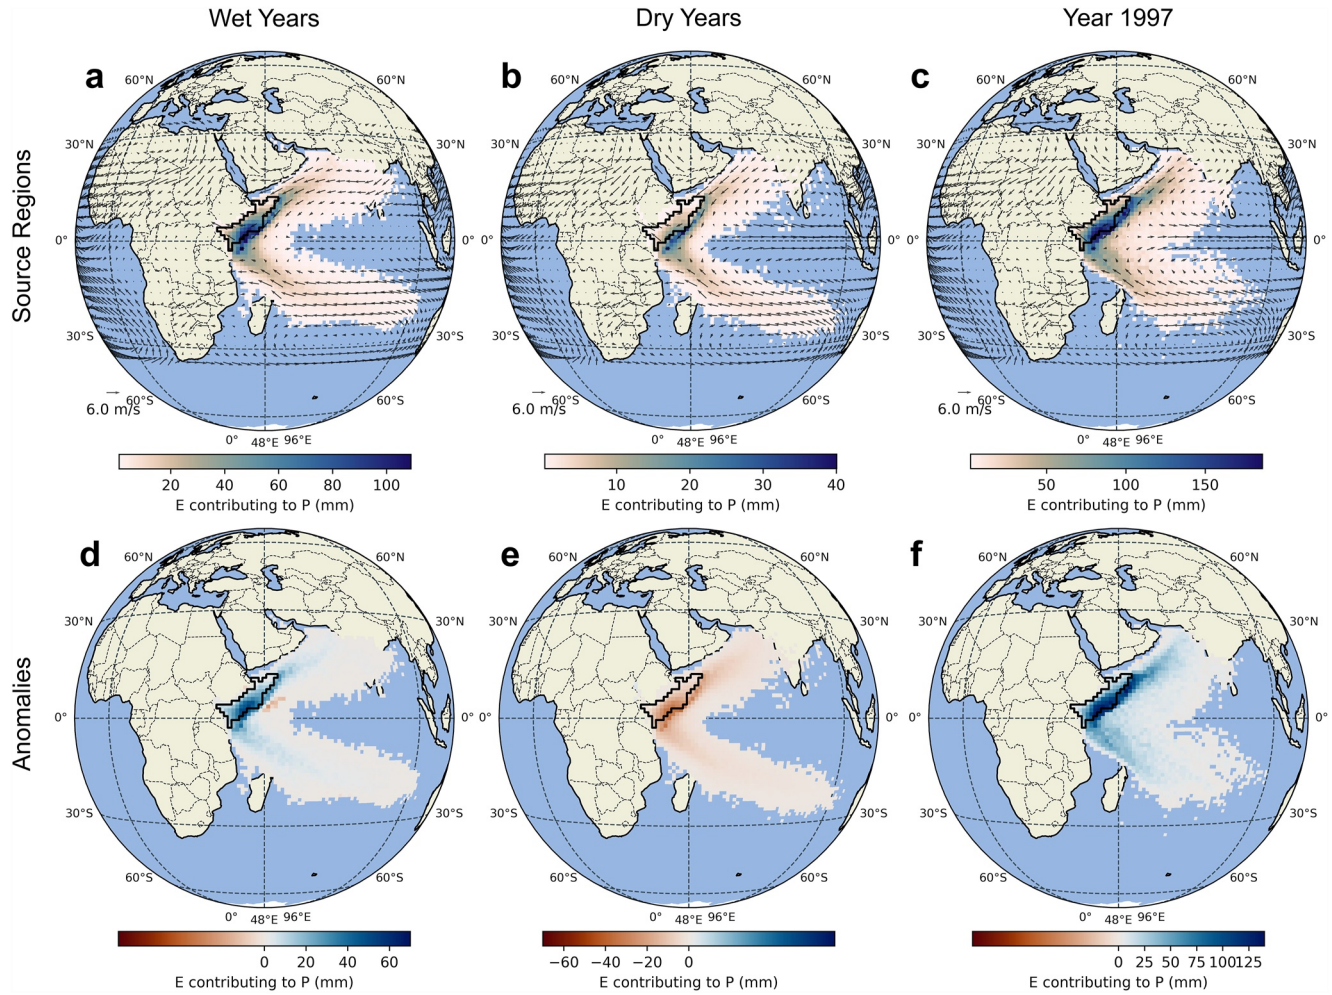 Wet Years Dry Years Year 1997
Source Regions
a b c
60°N 60°N 60°N 60°N 60°N 60°N
30°N 30°N 30°N 30°N 30°N 30°N
0° 0° 0° 0° 0° 0°
30°S 30°S 30°S 30°S 30°S 30°S
6.0 m/s 60°S 60°S 6.0 m/s 60°S 60°S 6.0 m/s 60°S 60°S
0° 48°E 96°E 0° 48°E 96°E 0° 48°E 96°E
20 40 60 80 100 10 20 30 40 50 100 150
E contributing to P (mm) E contributing to P (mm) E contributing to P (mm)
Anomalies
d e f
60°N 60°N 60°N 60°N 60°N 60°N
30°N 30°N 30°N 30°N 30°N 30°N
0° 0° 0° 0° 0° 0°
30°S 30°S 30°S 30°S 30°S 30°S
60°S 60°S 60°S 60°S 60°S 60°S
0° 48°E 96°E 0° 48°E 96°E 0° 48°E 96°E
0 20 40 60 −60 −40 −20 0 0 25 50 75 100 125
E contributing to P (mm) E contributing to P (mm) E contributing to P (mm)